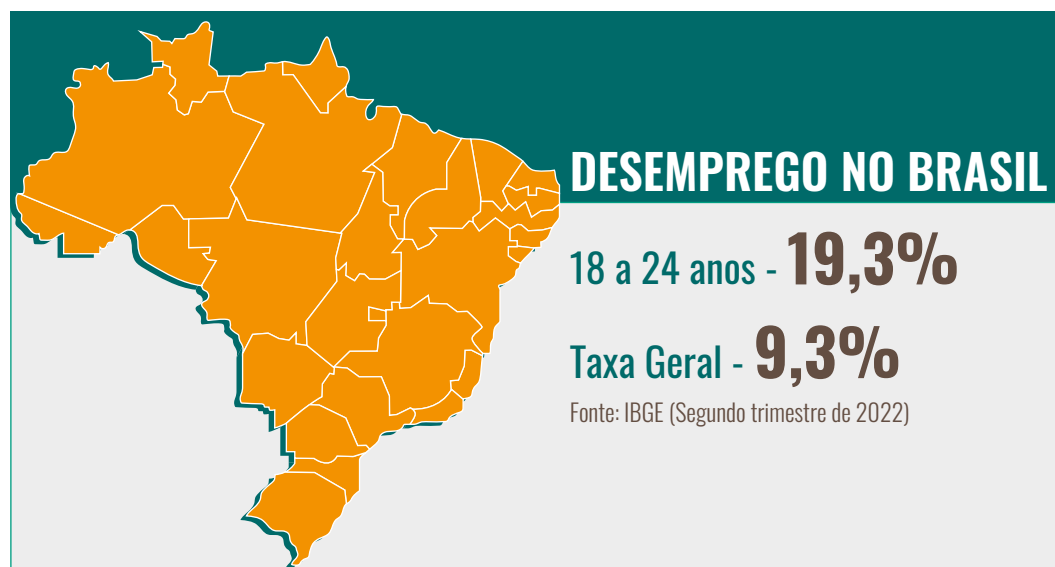 DESEMPREGO NO BRASIL
18 a 24 anos - 19,3%
Taxa Geral - 9,3%
Fonte: IBGE (Segundo trimestre de 2022)